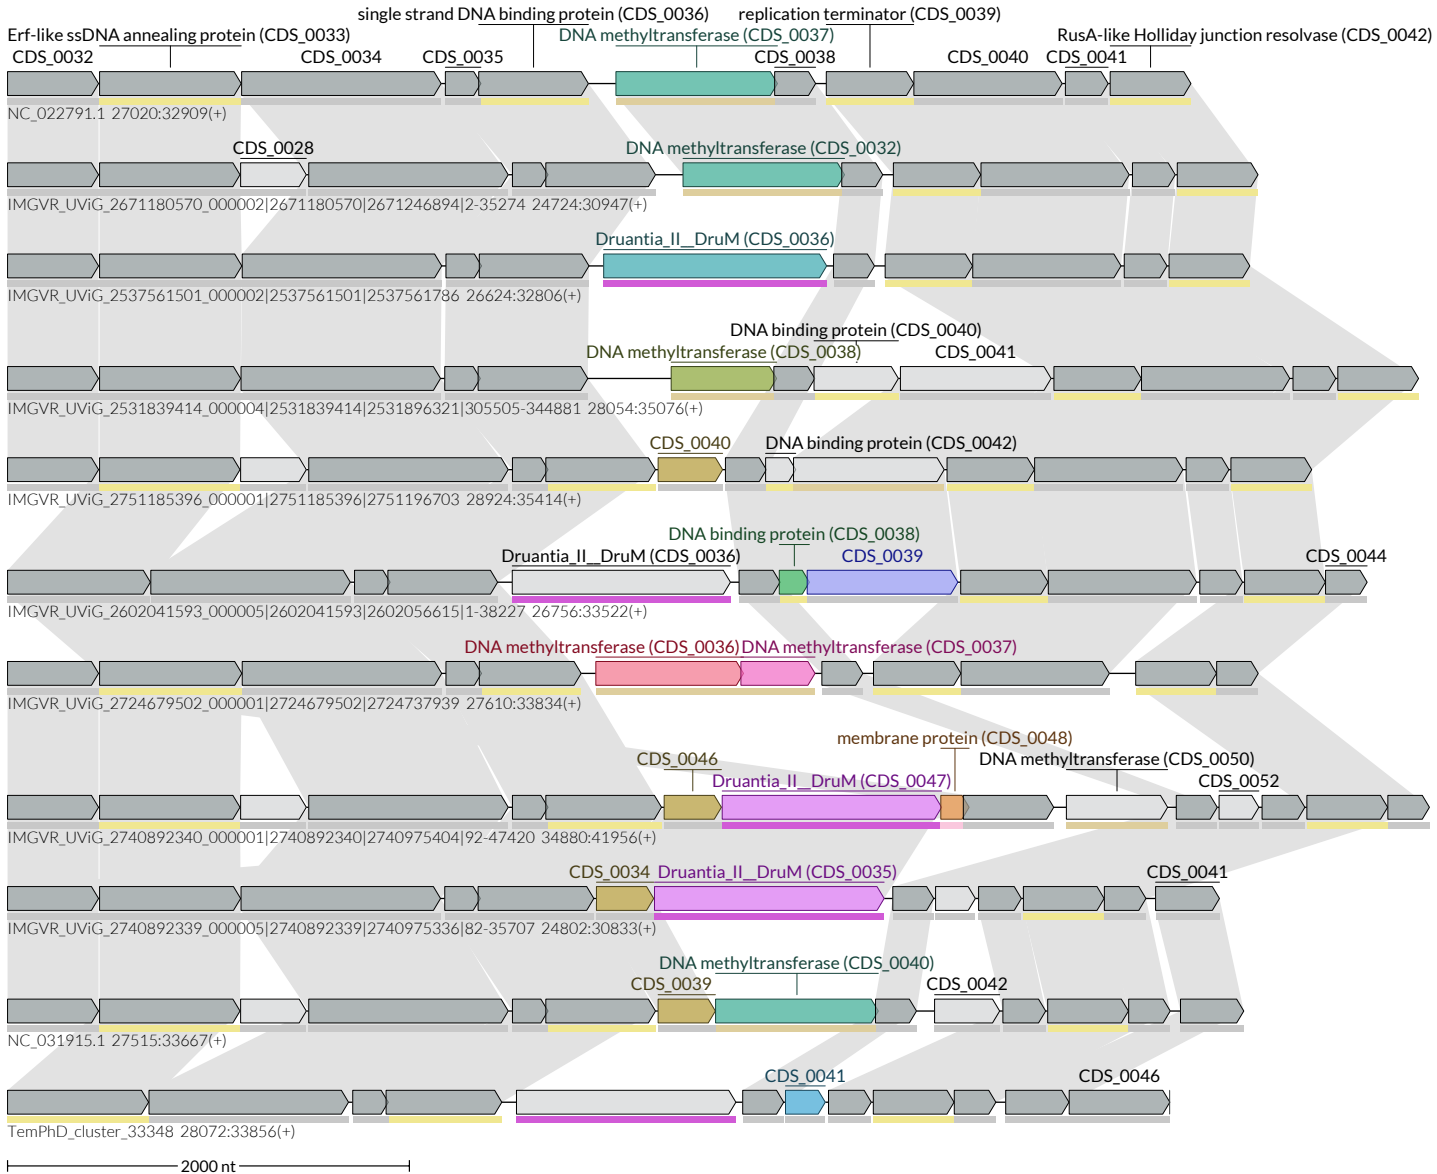 single strand DNA binding protein (CDS_0036) replication terminator (CDS_0039)
Erf-like ssDNA annealing protein (CDS_0033) DNA methyltransferase (CDS_0037) RusA-like Holliday junction resolvase (CDS_0042)
CDS_0032 CDS_0034 CDS_0035 CDS_0038 CDS_0040 CDS_0041
NC_022791.1 27020:32909(+)
CDS_0028 DNA methyltransferase (CDS_0032)
IMGVR_UViG_2671180570_000002|2671180570|2671246894|2-35274 24724:30947(+)
Druantia_II__DruM (CDS_0036)
IMGVR_UViG_2537561501_000002|2537561501|2537561786 26624:32806(+)
DNA binding protein (CDS_0040)
DNA methyltransferase (CDS_0038) CDS_0041
IMGVR_UViG_2531839414_000004|2531839414|2531896321|305505-344881 28054:35076(+)
CDS_0040 DNA binding protein (CDS_0042)
IMGVR_UViG_2751185396_000001|2751185396|2751196703 28924:35414(+)
DNA binding protein (CDS_0038)
Druantia_II__DruM (CDS_0036) CDS_0039 CDS_0044
IMGVR_UViG_2602041593_000005|2602041593|2602056615|1-38227 26756:33522(+)
DNA methyltransferase (CDS_0036) DNA methyltransferase (CDS_0037)
IMGVR_UViG_2724679502_000001|2724679502|2724737939 27610:33834(+)
membrane protein (CDS_0048)
CDS_0046 DNA methyltransferase (CDS_0050)
Druantia_II__DruM (CDS_0047) CDS_0052
IMGVR_UViG_2740892340_000001|2740892340|2740975404|92-47420 34880:41956(+)
CDS_0034 Druantia_II__DruM (CDS_0035) CDS_0041
IMGVR_UViG_2740892339_000005|2740892339|2740975336|82-35707 24802:30833(+)
DNA methyltransferase (CDS_0040)
CDS_0039 CDS_0042
NC_031915.1 27515:33667(+)
CDS_0041 CDS_0046
TemPhD_cluster_33348 28072:33856(+)
2000 nt